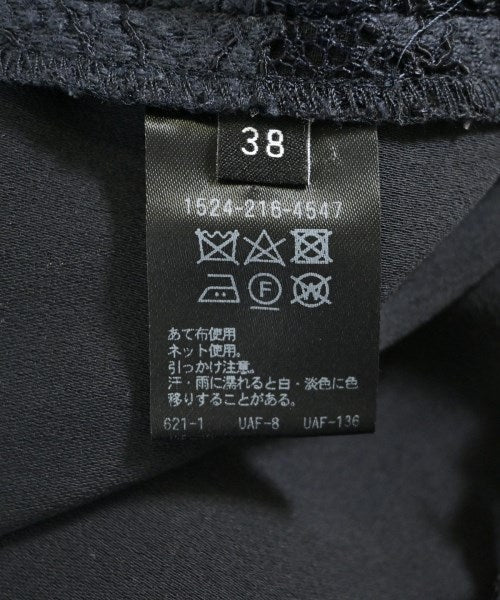 38
1524-216-4547
F
W
あて布使用
ネット使用。
引っかけ注意。
汗・雨に濡れると白・淡色に色
移りすることがある。
621-1 UAF-8 UAF-136